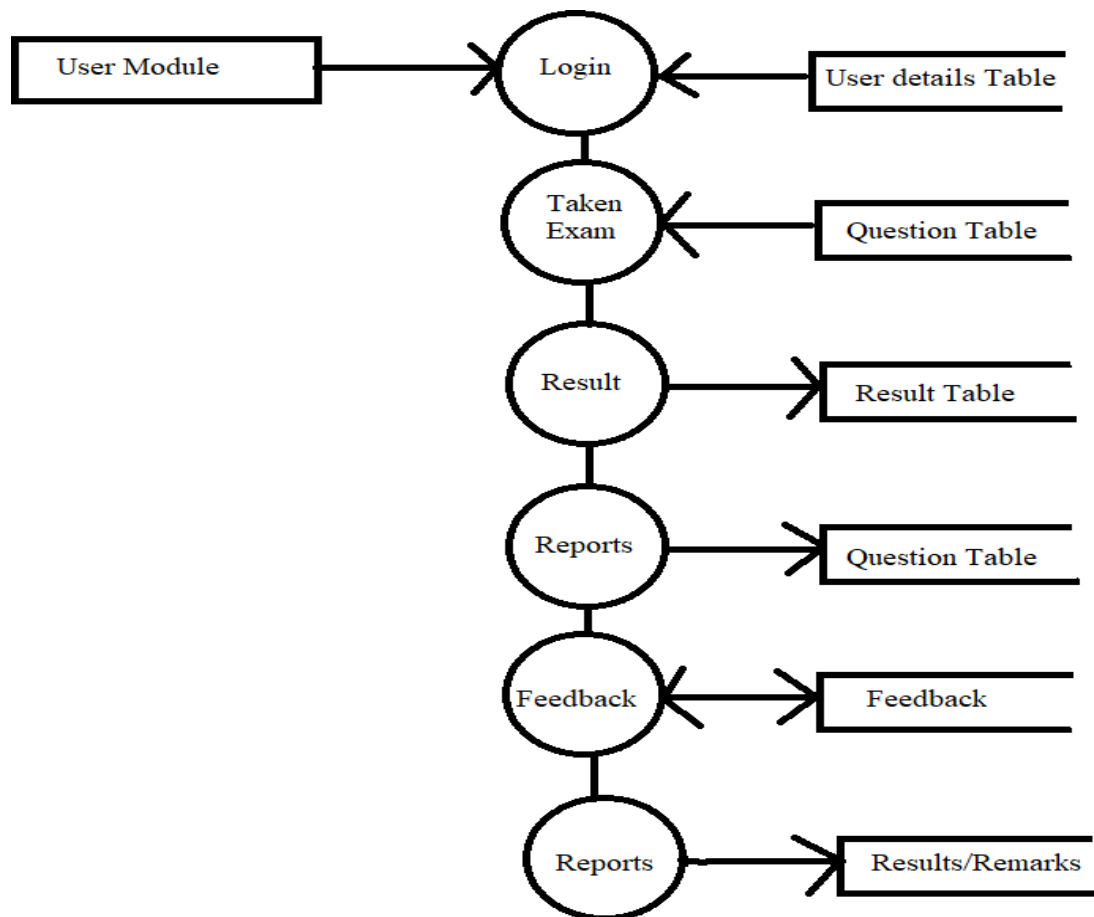 User Module
Login
User details Table
Taken
Exam
Question Table
Result
Result Table
Reports
Question Table
Feedback
Feedback
Reports
Results/Remarks